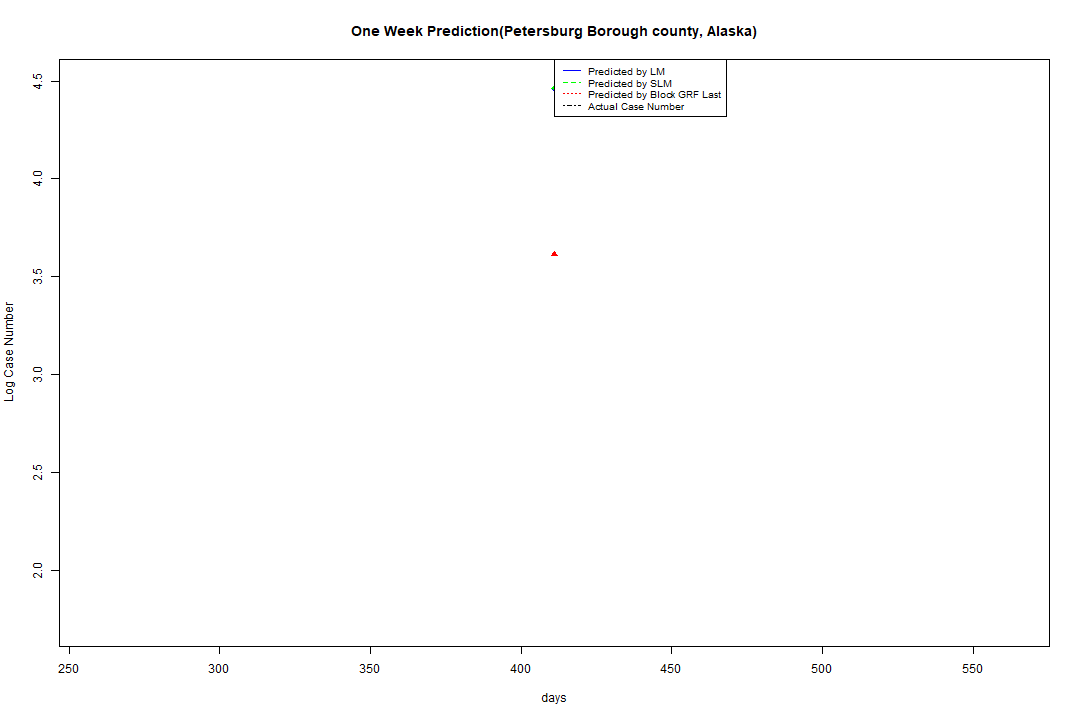 One Week Prediction(Petersburg Borough county, Alaska)
Predicted by LM
Predicted by SLM
Predicted by Block GRF Last
Actual Case Number
4.5
4.0
3.5
3.0
2.5
2.0
Log Case Number
250 300 350 400 450 500 550
days